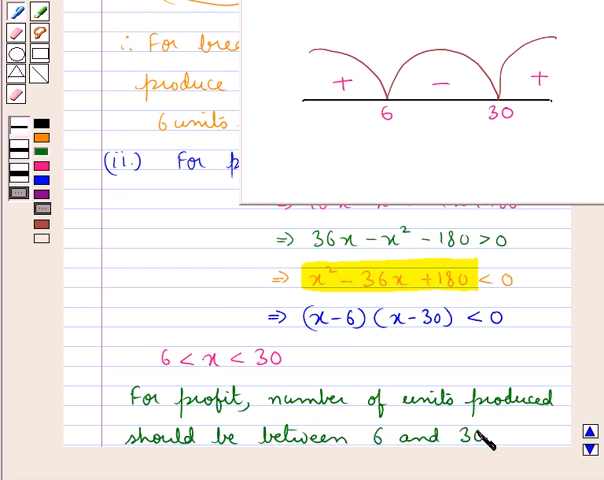 ∴ For
produce
6 units.
+ − +
6 30
(ii.) For
⇒ 36x − x² − 180 > 0
⇒ x² − 36x + 180 < 0
⇒ (x−6) (x−30) < 0
6 < x < 30
For profit, number of units produced
should be between 6 and 30